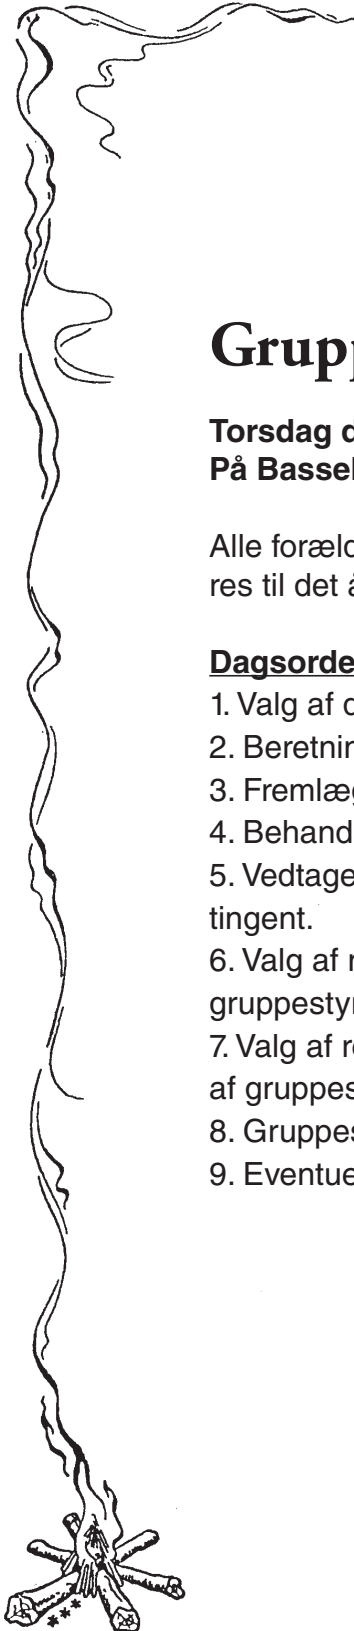 Grupp
Torsdag d
På Bassel
Alle foræld
res til det å
Dagsorde
1. Valg af d
2. Beretnin
3. Fremlæg
4. Behand
5. Vedtage
tingent.
6. Valg af
gruppestyr
7. Valg af re
af gruppes
8. Gruppes
9. Eventue